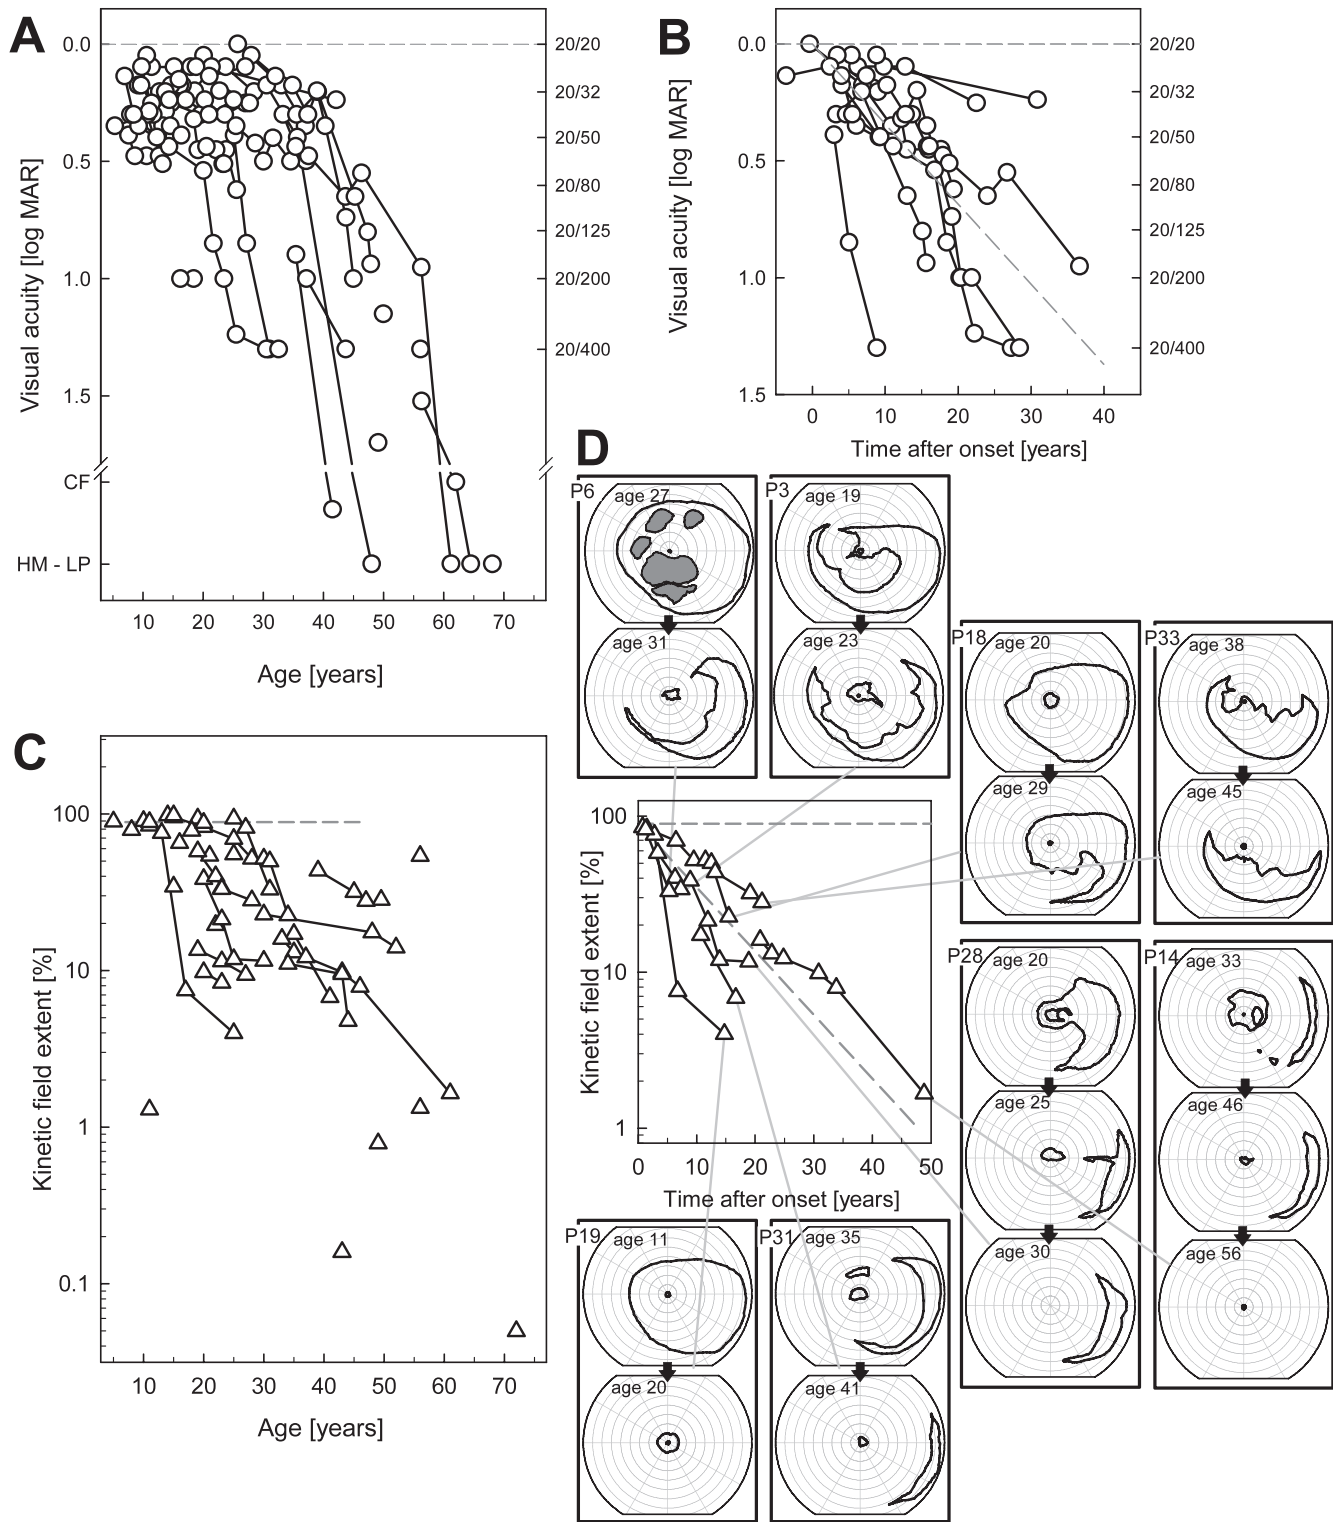 A
Visual acuity [log MAR]
0.0
0.5
1.0
1.5
CF
HM - LP
20/20
20/32
20/50
20/80
20/125
20/200
20/400
10 20 30 40 50 60 70
Age [years]
B
Visual acuity [log MAR]
0.0
0.5
1.0
1.5
20/20
20/32
20/50
20/80
20/125
20/200
20/400
0 10 20 30 40
Time after onset [years]
C
Kinetic field extent [%]
100
10
1
0.1
10 20 30 40 50 60 70
Age [years]
D
P6
age 27
age 31
P3
age 19
age 23
P18
age 20
age 29
P33
age 38
age 45
Kinetic field extent [%]
100
10
1
0 10 20 30 40 50
Time after onset [years]
P28
age 20
age 25
age 30
P14
age 33
age 46
age 56
P19
age 11
age 20
P31
age 35
age 41